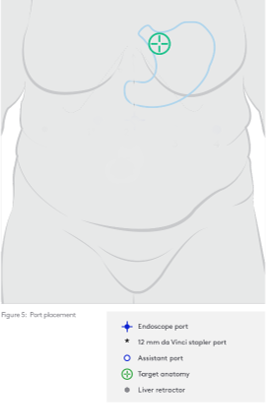 Figure 5: Port placement
Endoscope port
12 mm da Vinci stapler port
Assistant port
Target anatomy
Liver retractor